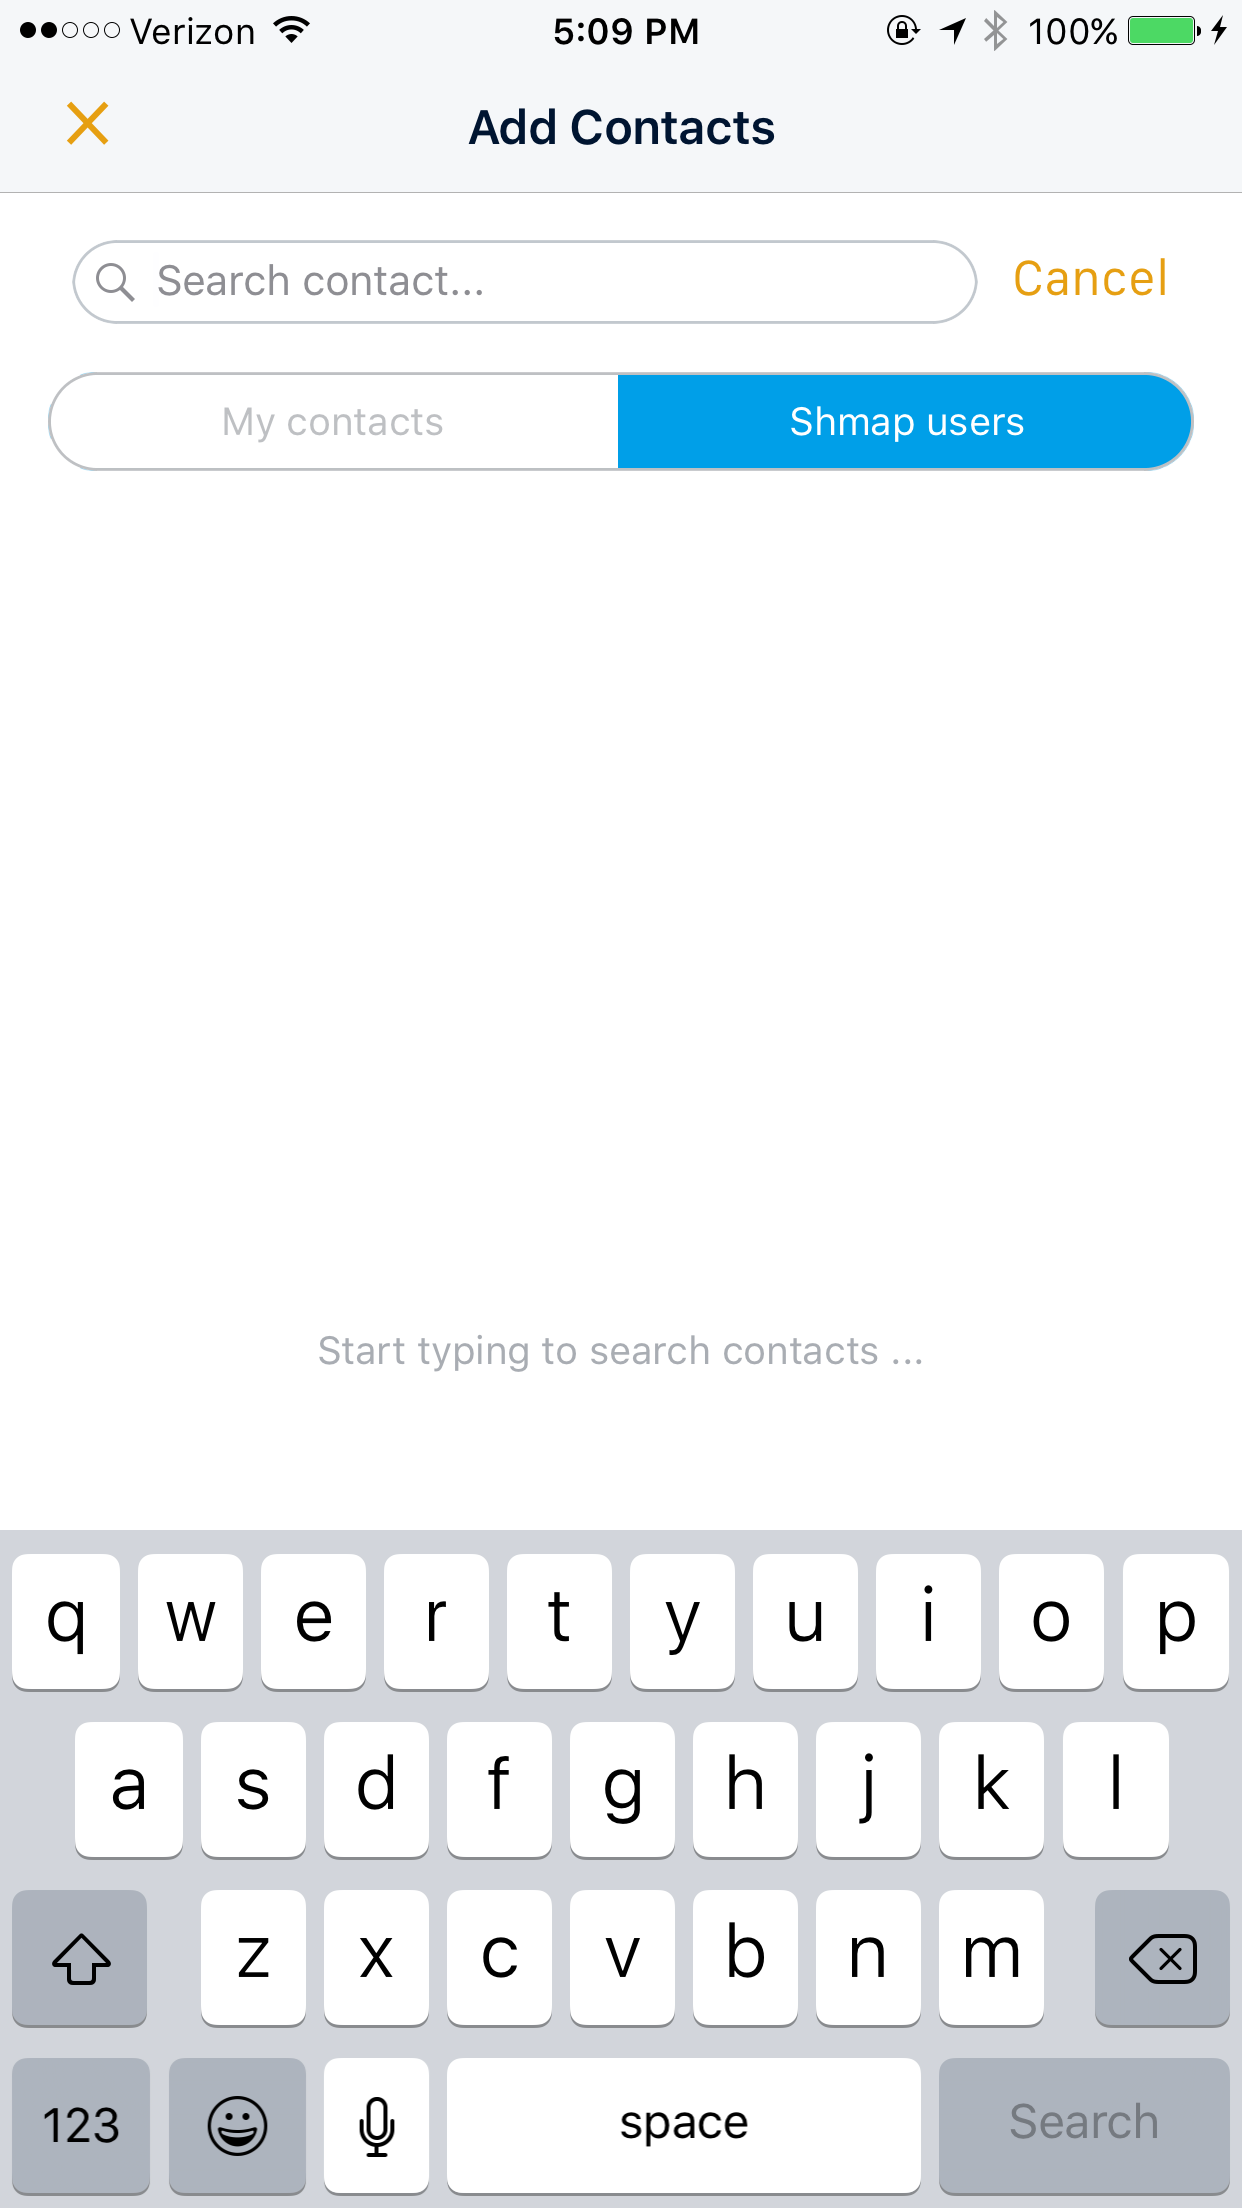 Verizon 5:09 PM 100%
Add Contacts
Search contact... Cancel
My contacts Shmap users
Start typing to search contacts ...
q w e r t y u i o p
a s d f g h j k l
z x c v b n m
123 space Search